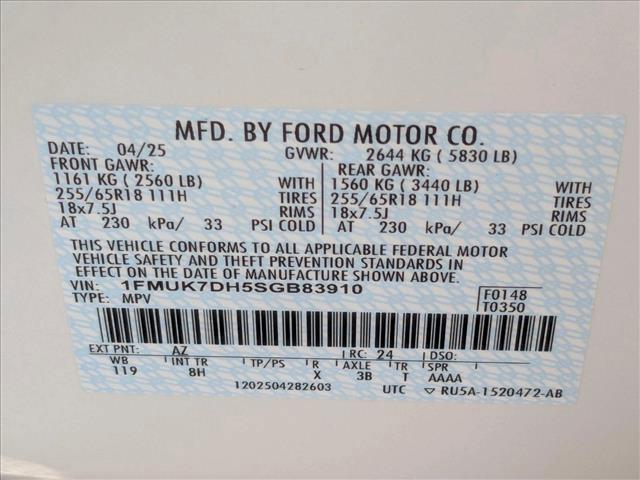 MFD. BY FORD MOTOR CO.
DATE: 04/25 GVWR: 2644 KG ( 5830 LB)
FRONT GAWR: REAR GAWR:
1161 KG ( 2560 LB) WITH 1560 KG ( 3440 LB) WITH
255/65R18 111H TIRES 255/65R18 111H TIRES
18x7.5J RIMS 18x7.5J RIMS
AT 230 kPa/ 33 PSI COLD AT 230 kPa/ 33 PSI COLD
THIS VEHICLE CONFORMS TO ALL APPLICABLE FEDERAL MOTOR
VEHICLE SAFETY AND THEFT PREVENTION STANDARDS IN
EFFECT ON THE DATE OF MANUFACTURE SHOWN ABOVE.
VIN: 1FMUK7DH5SGB83910
TYPE: MPV
F0148
T0350
EXT PNT: AZ RC: 24 DSO:
WB INT TR TP/PS R AXLE TR SPR
119 8H X 3B T AAAA
1202504282603 UTC ▽ RU5A-1520472-AB